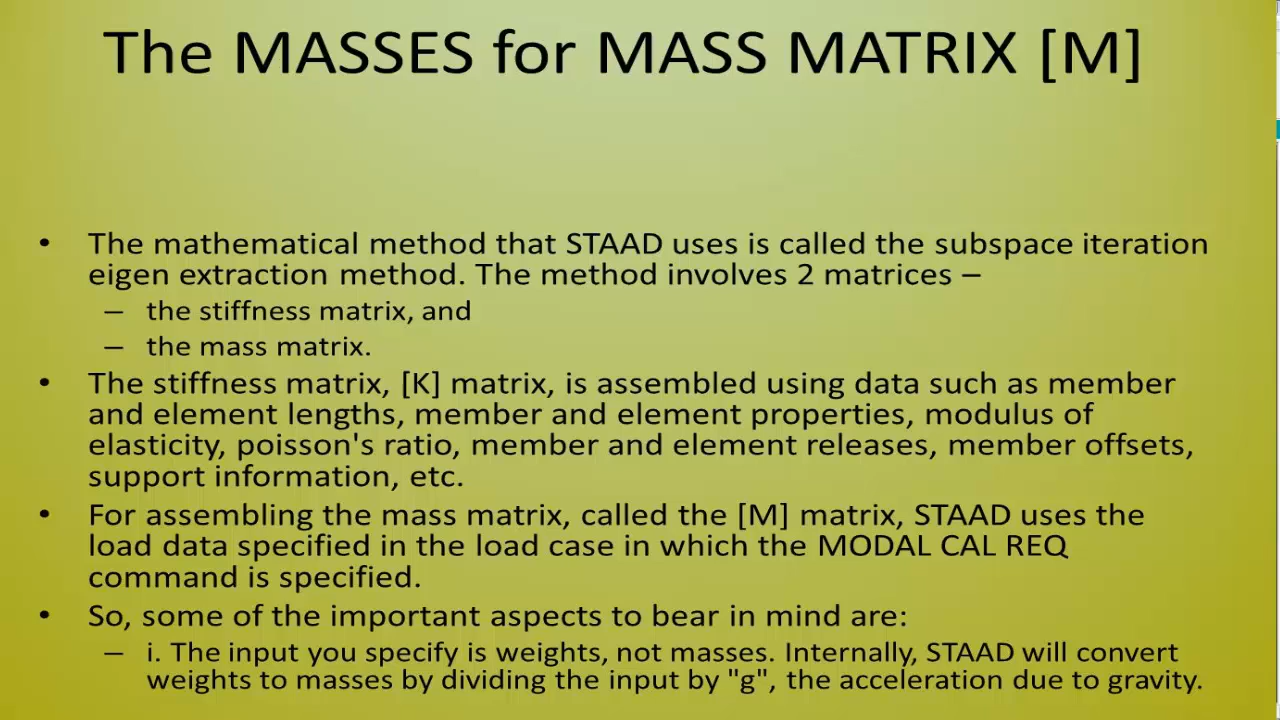 The MASSES for MASS MATRIX [M]
• The mathematical method that STAAD uses is called the subspace iteration
eigen extraction method. The method involves 2 matrices –
– the stiffness matrix, and
– the mass matrix.
• The stiffness matrix, [K] matrix, is assembled using data such as member
and element lengths, member and element properties, modulus of
elasticity, poisson's ratio, member and element releases, member offsets,
support information, etc.
• For assembling the mass matrix, called the [M] matrix, STAAD uses the
load data specified in the load case in which the MODAL CAL REQ
command is specified.
• So, some of the important aspects to bear in mind are:
– i. The input you specify is weights, not masses. Internally, STAAD will convert
weights to masses by dividing the input by "g", the acceleration due to gravity.